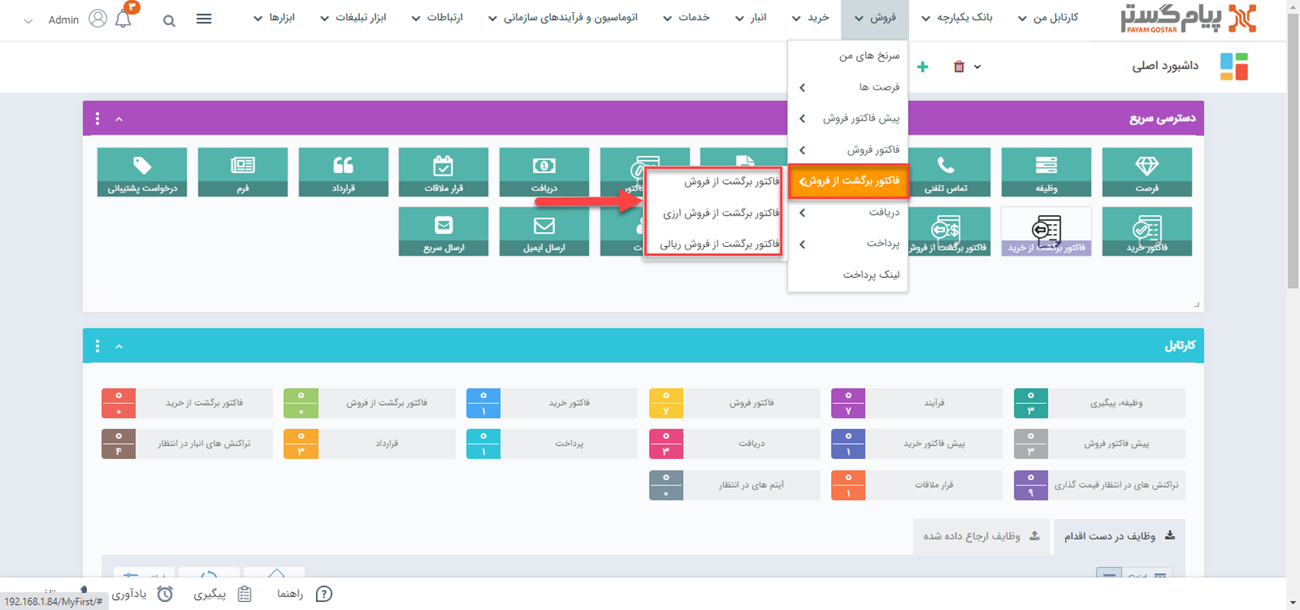 پیام گستر
PAYAM GOSTAR
کارتابل من
بانک یکپارچه
فروش
خرید
انبار
خدمات
اتوماسیون و فرآیندهای سازمانی
ارتباطات
ابزار تبلیغات
ابزارها
۳
Admin
داشبورد اصلی
سرنخ های من
فرصت ها
پیش فاکتور فروش
فاکتور فروش
فاکتور برگشت از فروش
دریافت
پرداخت
لینک پرداخت
فاکتور برگشت از فروش
فاکتور برگشت از فروش ارزی
فاکتور برگشت از فروش ریالی
دسترسی سریع
فرصت
وظیفه
تماس تلفنی
دریافت
قرار ملاقات
قرارداد
فرم
درخواست پشتیبانی
فاکتور خرید
فاکتور برگشت از خرید
فاکتور برگشت از فروش
ارسال ایمیل
ارسال سریع
کارتابل
وظیفه، پیگیری
۰
۳
فرآیند
۰
۷
فاکتور فروش
۰
۷
فاکتور خرید
۰
۱
فاکتور برگشت از فروش
۰
۰
فاکتور برگشت از خرید
۰
۰
پیش فاکتور فروش
۰
۳
پیش فاکتور خرید
۰
۱
دریافت
۰
۳
پرداخت
۰
۱
قرارداد
۰
۳
تراکنش های انبار در انتظار
۰
۴
تراکنش های در انتظار قیمت گذاری
۰
۹
قرار ملاقات
۰
۱
آیتم های در انتظار
۰
۰
وظایف در دست اقدام
وظایف ارجاع داده شده
راهنما
پیگیری
یادآوری
192.168.1.84/MyFirst/#